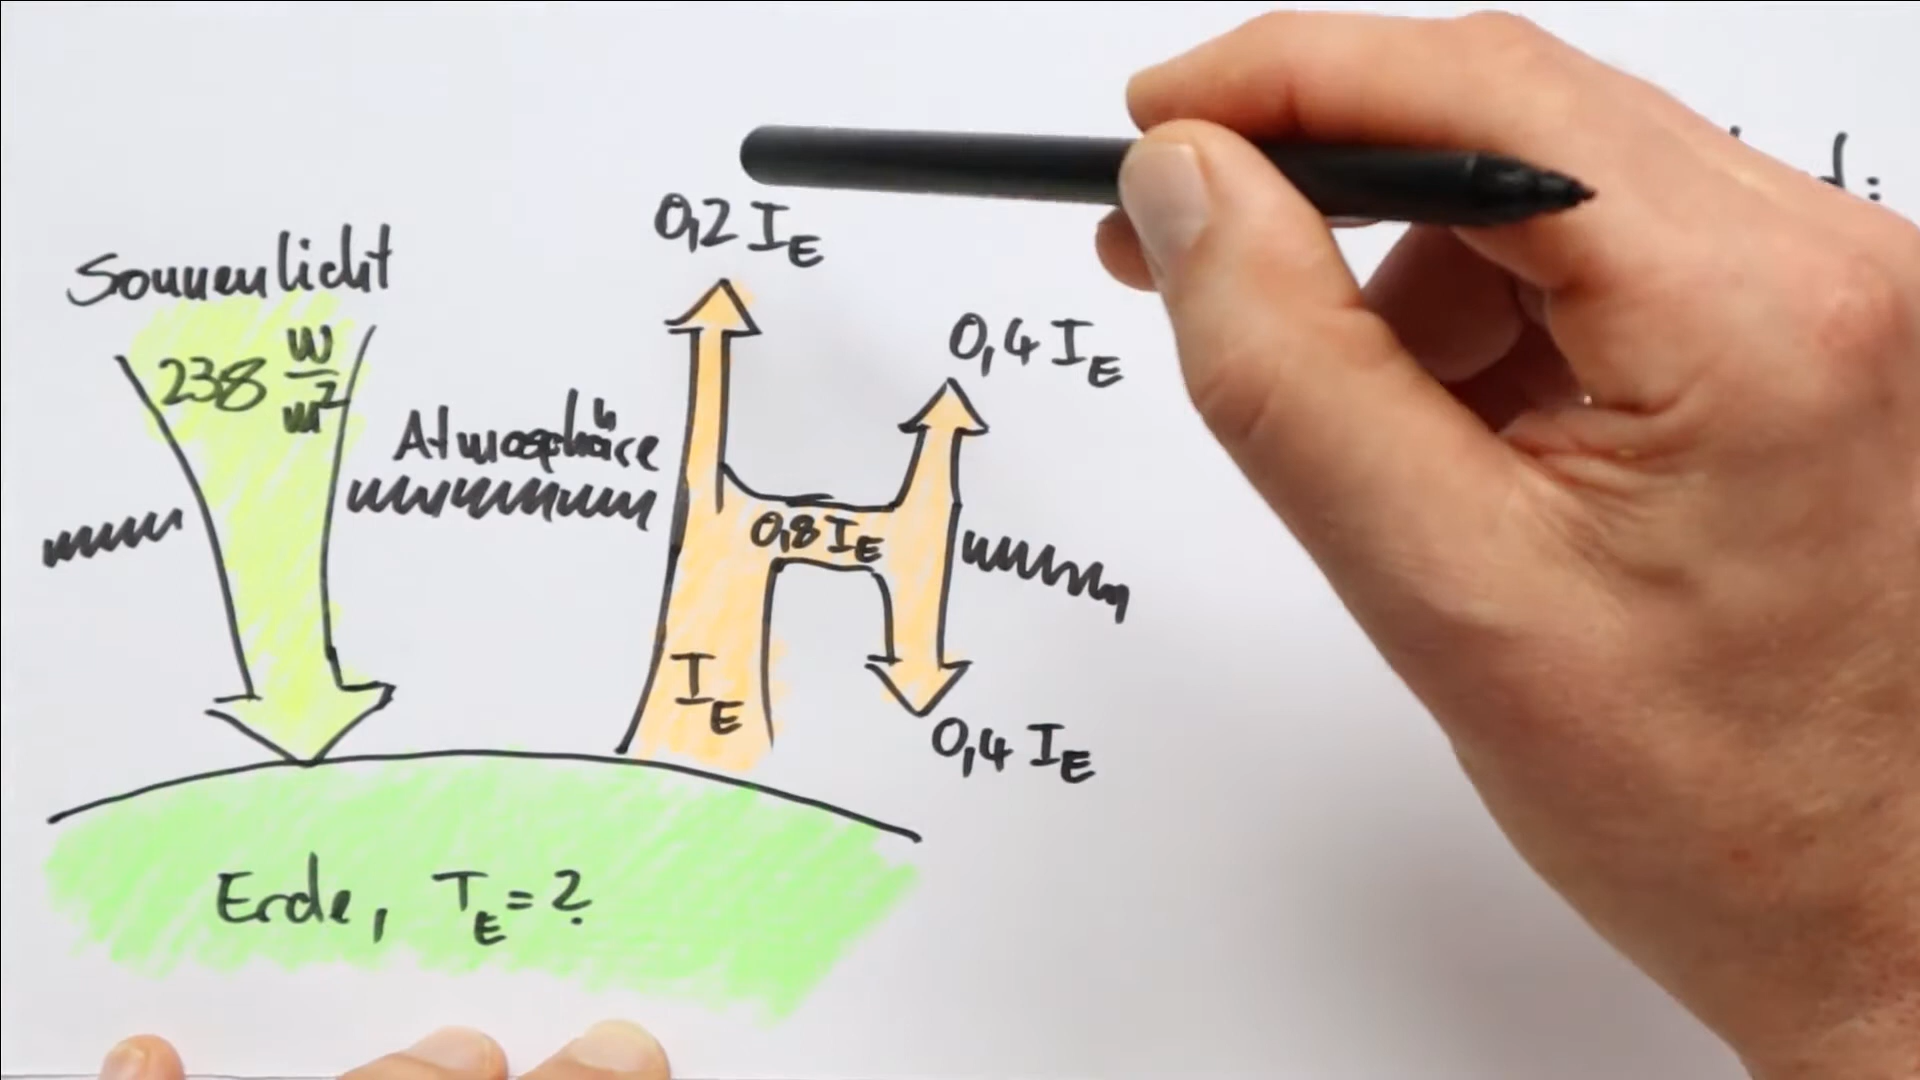 Sonnenlicht
238 W/m²
Atmosphäre
0,2 I_E
0,4 I_E
0,8 I_E
I_E
0,4 I_E
Erde, T_E = ?